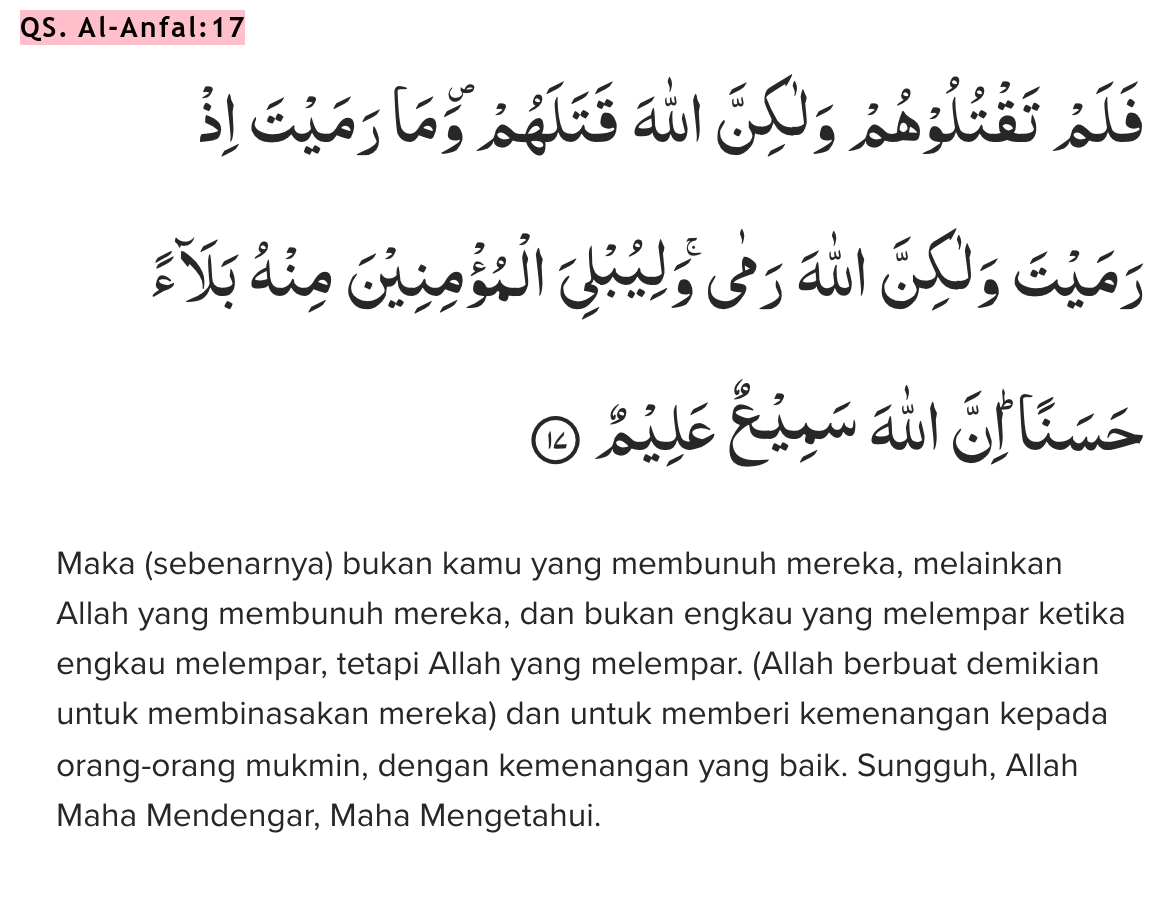 QS. Al-Anfal:17
فَلَمْ تَقْتُلُوْهُمْ وَلٰكِنَّ اللّٰهَ قَتَلَهُمْۖ وَمَا رَمَيْتَ اِذْ
رَمَيْتَ وَلٰكِنَّ اللّٰهَ رَمٰىۚ وَلِيُبْلِيَ الْمُؤْمِنِيْنَ مِنْهُ بَلَاۤءً
حَسَنًاۗ اِنَّ اللّٰهَ سَمِيْعٌ عَلِيْمٌ ١٧
Maka (sebenarnya) bukan kamu yang membunuh mereka, melainkan
Allah yang membunuh mereka, dan bukan engkau yang melempar ketika
engkau melempar, tetapi Allah yang melempar. (Allah berbuat demikian
untuk membinasakan mereka) dan untuk memberi kemenangan kepada
orang-orang mukmin, dengan kemenangan yang baik. Sungguh, Allah
Maha Mendengar, Maha Mengetahui.